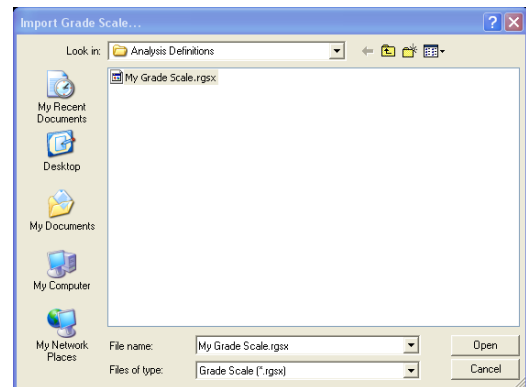 Import Grade Scale...
Look in: Analysis Definitions
My Grade Scale.rgsx
My Recent
Documents
Desktop
My Documents
My Computer
My Network
Places
File name: My Grade Scale.rgsx Open
Files of type: Grade Scale (*.rgsx) Cancel